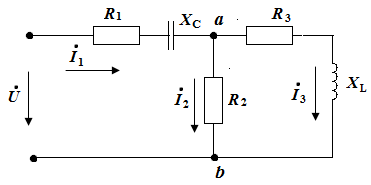 R1 XC a R3
İ1
U̇ İ2 R2 İ3 XL
b